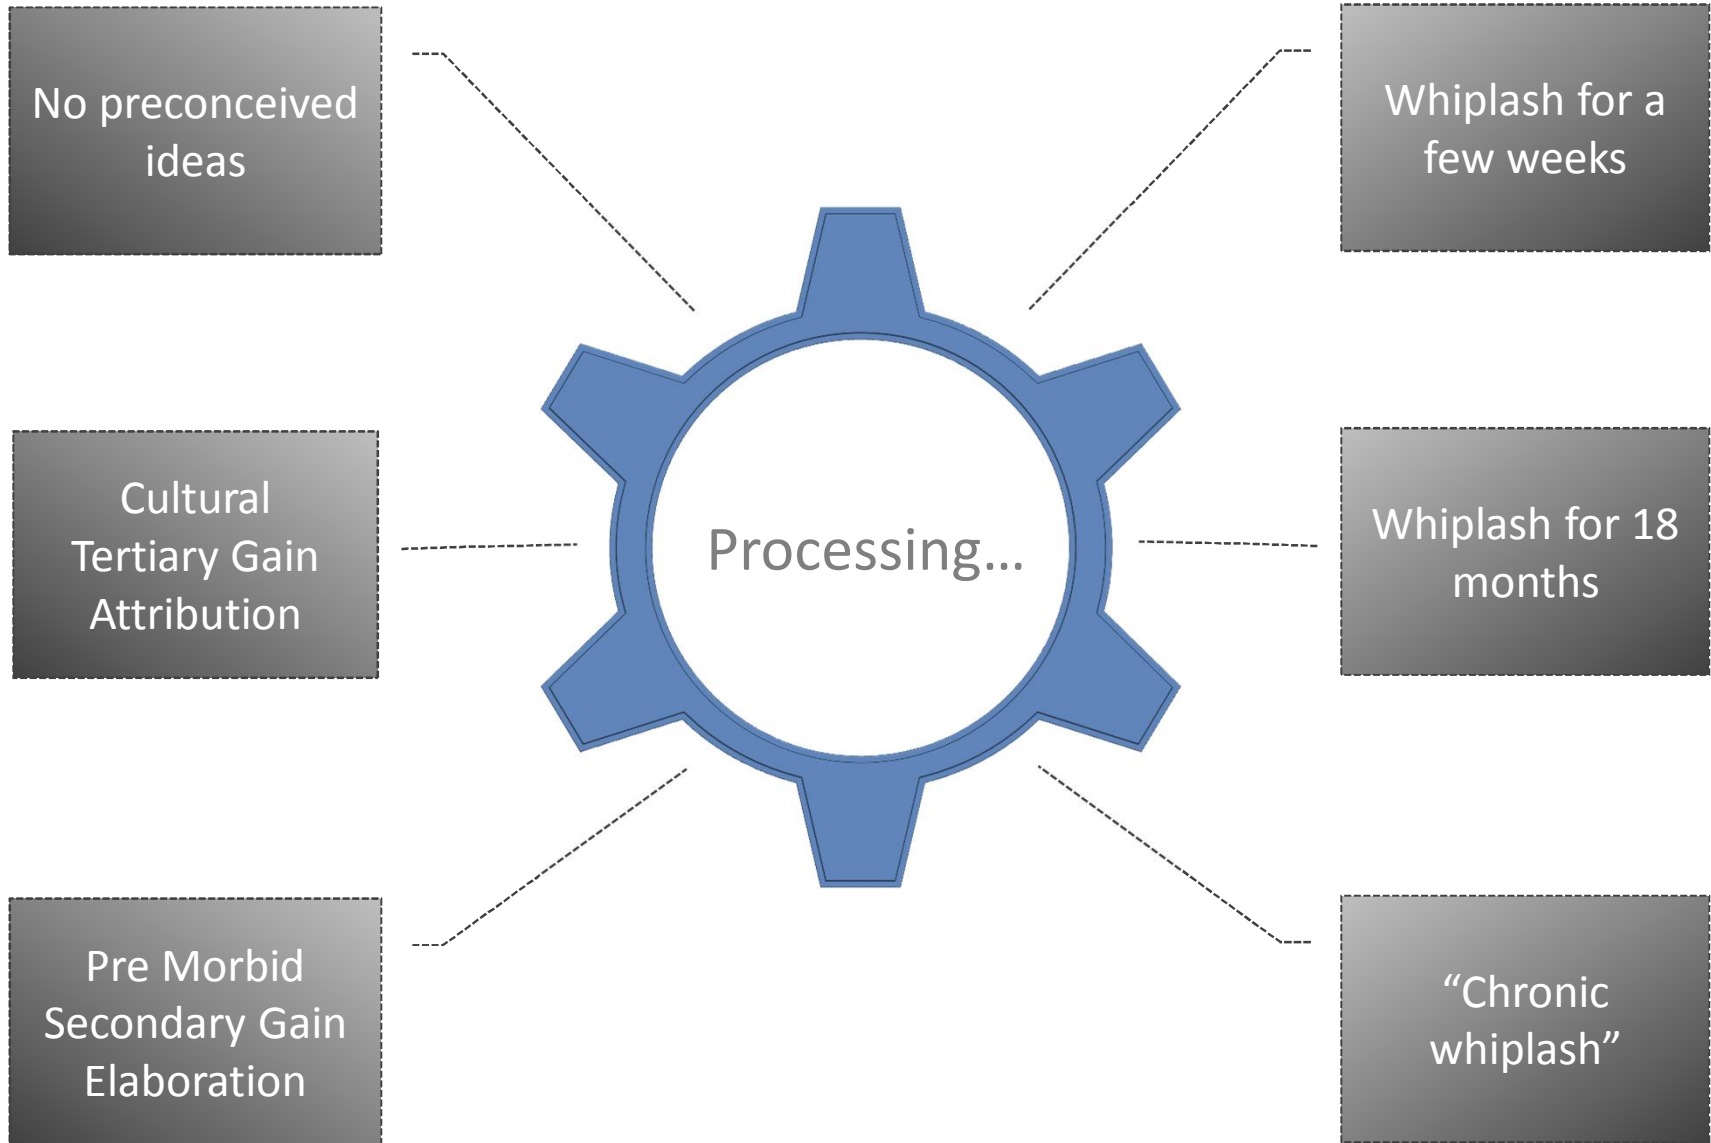 No preconceived
ideas
Whiplash for a
few weeks
Cultural
Tertiary Gain
Attribution
Processing...
Whiplash for 18
months
Pre Morbid
Secondary Gain
Elaboration
“Chronic
whiplash”